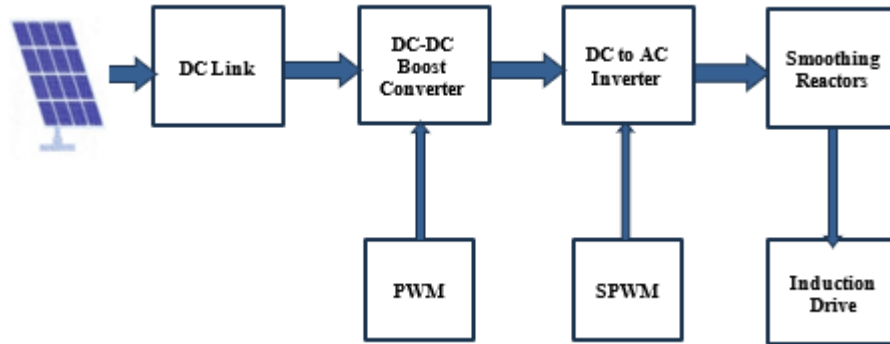 DC Link
DC-DC
Boost
Converter
DC to AC
Inverter
Smoothing
Reactors
PWM
SPWM
Induction
Drive